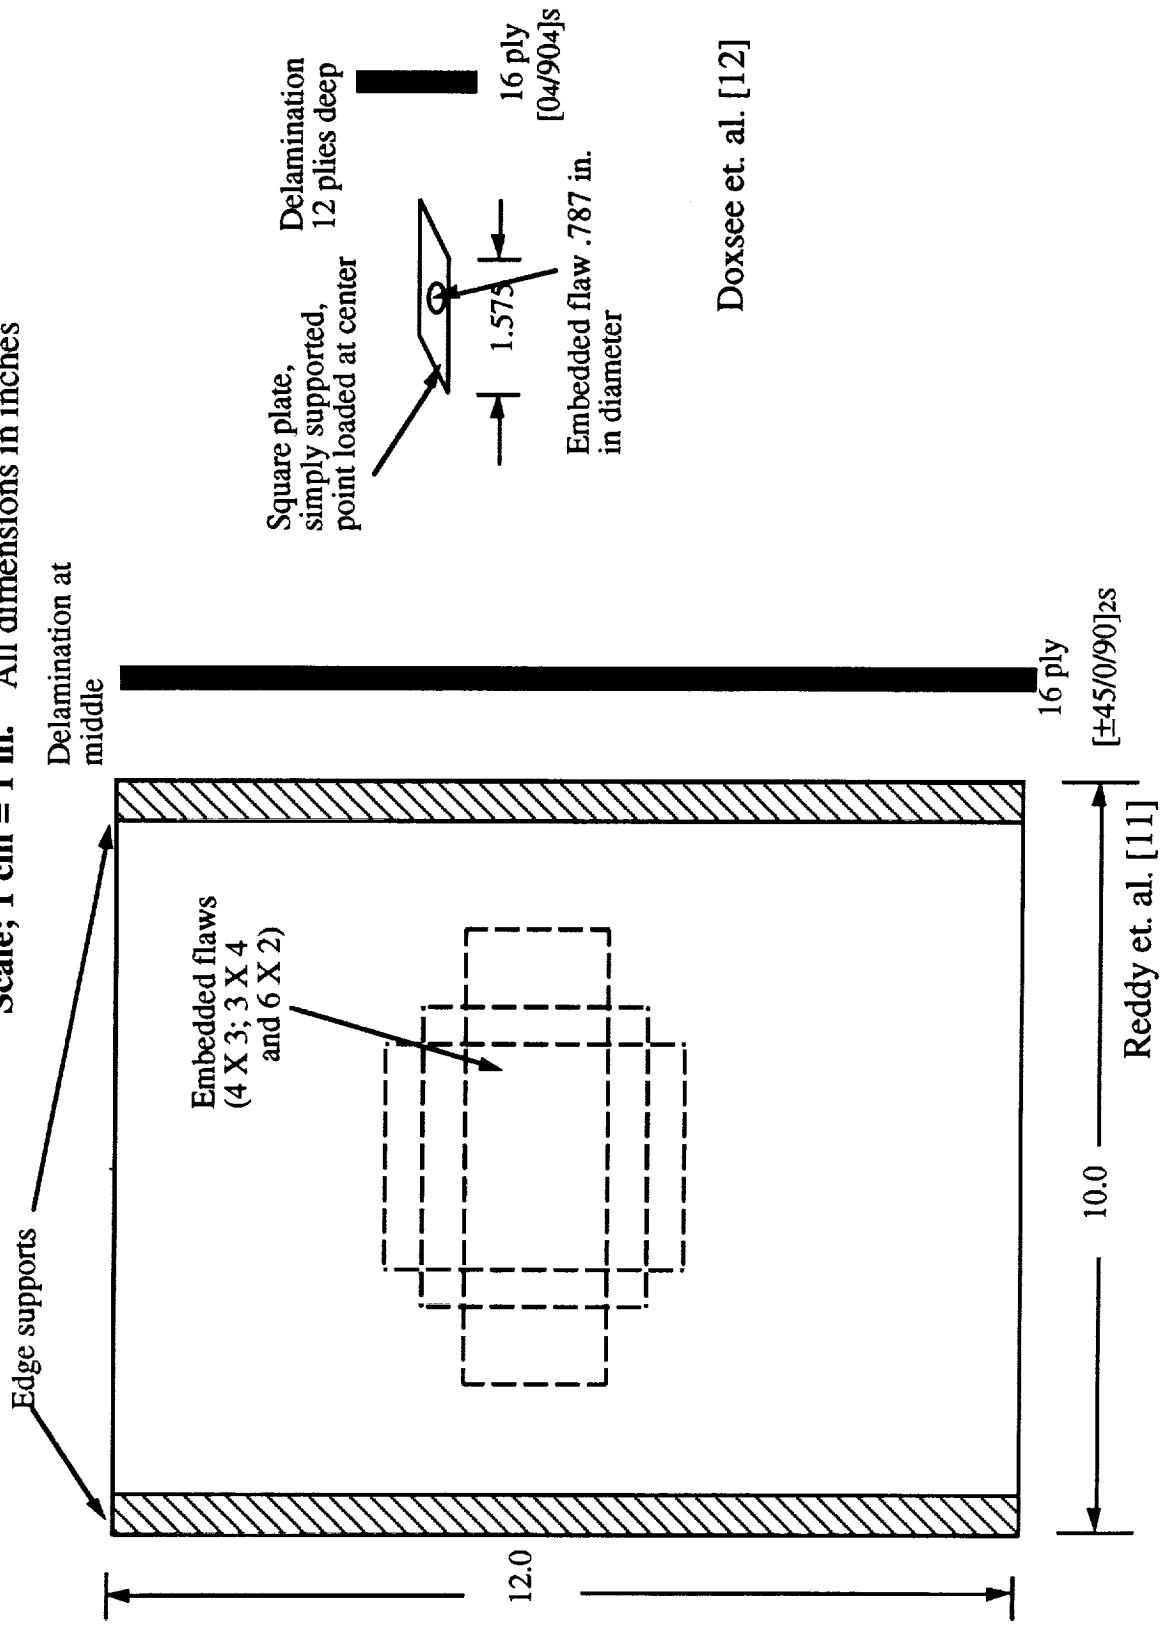 Scale; 1 cm = 1 in. All dimensions in inches
Edge supports
Delamination at
middle
Embedded flaws
(4 X 3; 3 X 4
and 6 X 2)
12.0
10.0
16 ply
[±45/0/90]2S
Reddy et. al. [11]
Square plate,
simply supported,
point loaded at center
Delamination
12 plies deep
1.575
Embedded flaw .787 in.
in diameter
16 ply
[04/904]s
Doxsee et. al. [12]